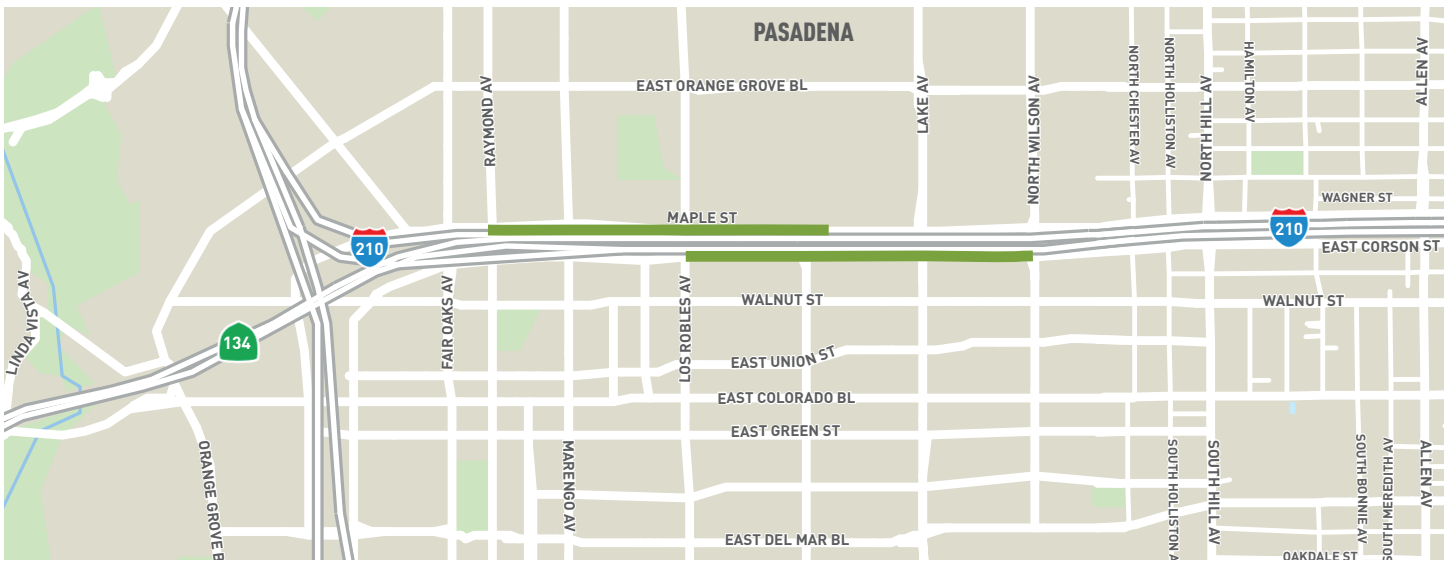 PASADENA
EAST ORANGE GROVE BL
RAYMOND AV
LAKE AV
NORTH WILSON AV
NORTH CHESTER AV
NORTH HOLLISTON AV
NORTH HILL AV
HAMILTON AV
ALLEN AV
WAGNER ST
MAPLE ST
210
210
EAST CORSON ST
LINDA VISTA AV
134
FAIR OAKS AV
LOS ROBLES AV
WALNUT ST
WALNUT ST
EAST UNION ST
EAST COLORADO BL
EAST GREEN ST
ORANGE GROVE B
MARENGO AV
SOUTH HOLLISTON A
SOUTH HILL AV
SOUTH BONNIE AV
SOUTH MEREDITH AV
ALLEN AV
EAST DEL MAR BL
OAKDALE ST